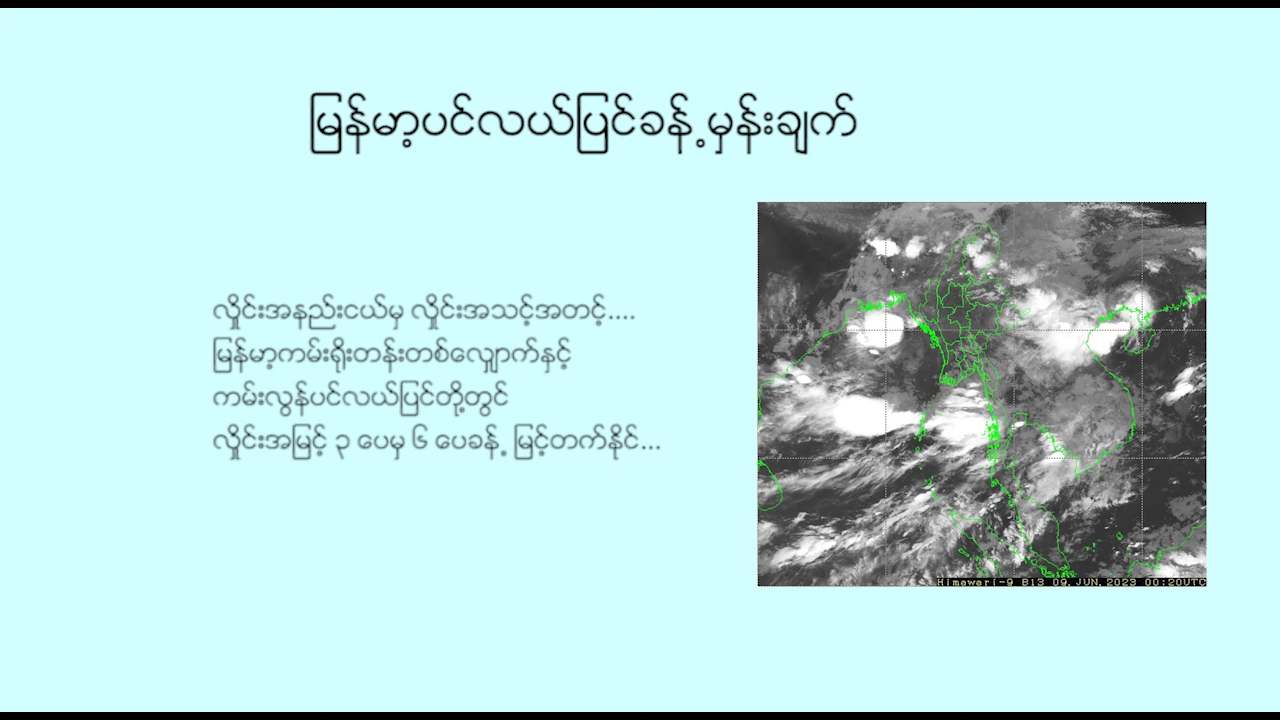 မြန်မာ့ပင်လယ်ပြင်ခန့်မှန်းချက်
လှိုင်းအနည်းငယ်မှ လှိုင်းအသင့်အတင့်....
မြန်မာ့ကမ်းရိုးတန်းတစ်လျှောက်နှင့်
ကမ်းလွန်ပင်လယ်ပြင်တို့တွင်
လှိုင်းအမြင့် ၃ ပေမှ ၆ ပေခန့် မြင့်တက်နိုင်...
Himawari-9 B13 09.JUN.2023 00:20UTC